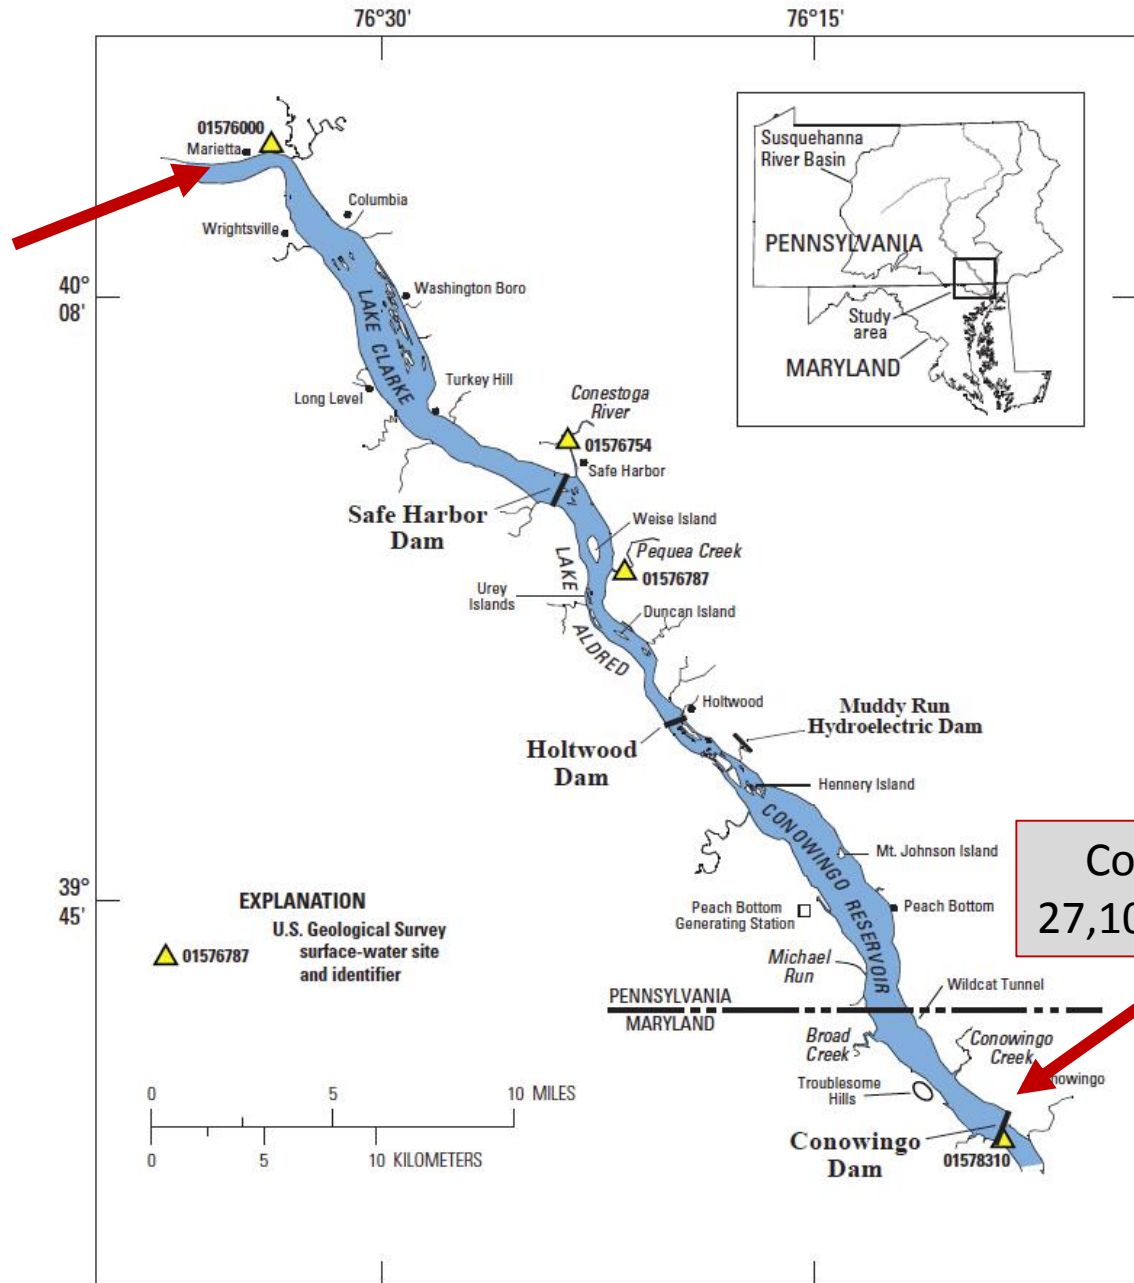 76°30'
76°15'
01576000
Marietta
Columbia
Wrightsville
40°
08'
Washington Boro
LAKE CLARKE
Long Level
Turkey Hill
Conestoga
River
01576754
Safe Harbor
Safe Harbor
Dam
Weise Island
LAKE
ALDRED
Pequea Creek
01576787
Urey
Islands
Duncan Island
Holtwood
Muddy Run
Hydroelectric Dam
Holtwood
Dam
Hennery Island
CONOWINGO RESERVOIR
Mt. Johnson Island
39°
45'
Peach Bottom
Generating Station
Peach Bottom
Michael
Run
Wildcat Tunnel
PENNSYLVANIA
MARYLAND
Broad
Creek
Conowingo
Creek
nowingo
Troublesome
Hills
Conowingo
Dam
01578310
Susquehanna
River Basin
PENNSYLVANIA
Study
area
MARYLAND
Co
27,10
EXPLANATION
U.S. Geological Survey
surface-water site
and identifier
01576787
0 5 10 MILES
0 5 10 KILOMETERS